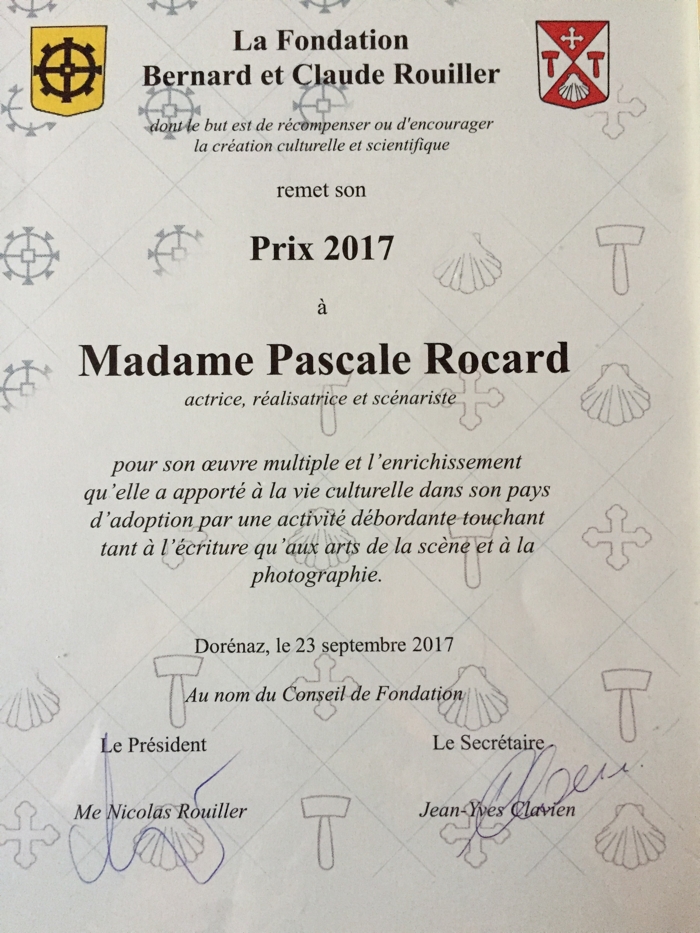 La Fondation
Bernard et Claude Rouiller
dont le but est de récompenser ou d'encourager
la création culturelle et scientifique
remet son
Prix 2017
à
Madame Pascale Rocard
actrice, réalisatrice et scénariste
pour son œuvre multiple et l’enrichissement
qu’elle a apporté à la vie culturelle dans son pays
d’adoption par une activité débordante touchant
tant à l’écriture qu’aux arts de la scène et à la
photographie.
Dorénaz, le 23 septembre 2017
Au nom du Conseil de Fondation
Le Président
Le Secrétaire
Me Nicolas Rouiller
Jean-Yves Clavien